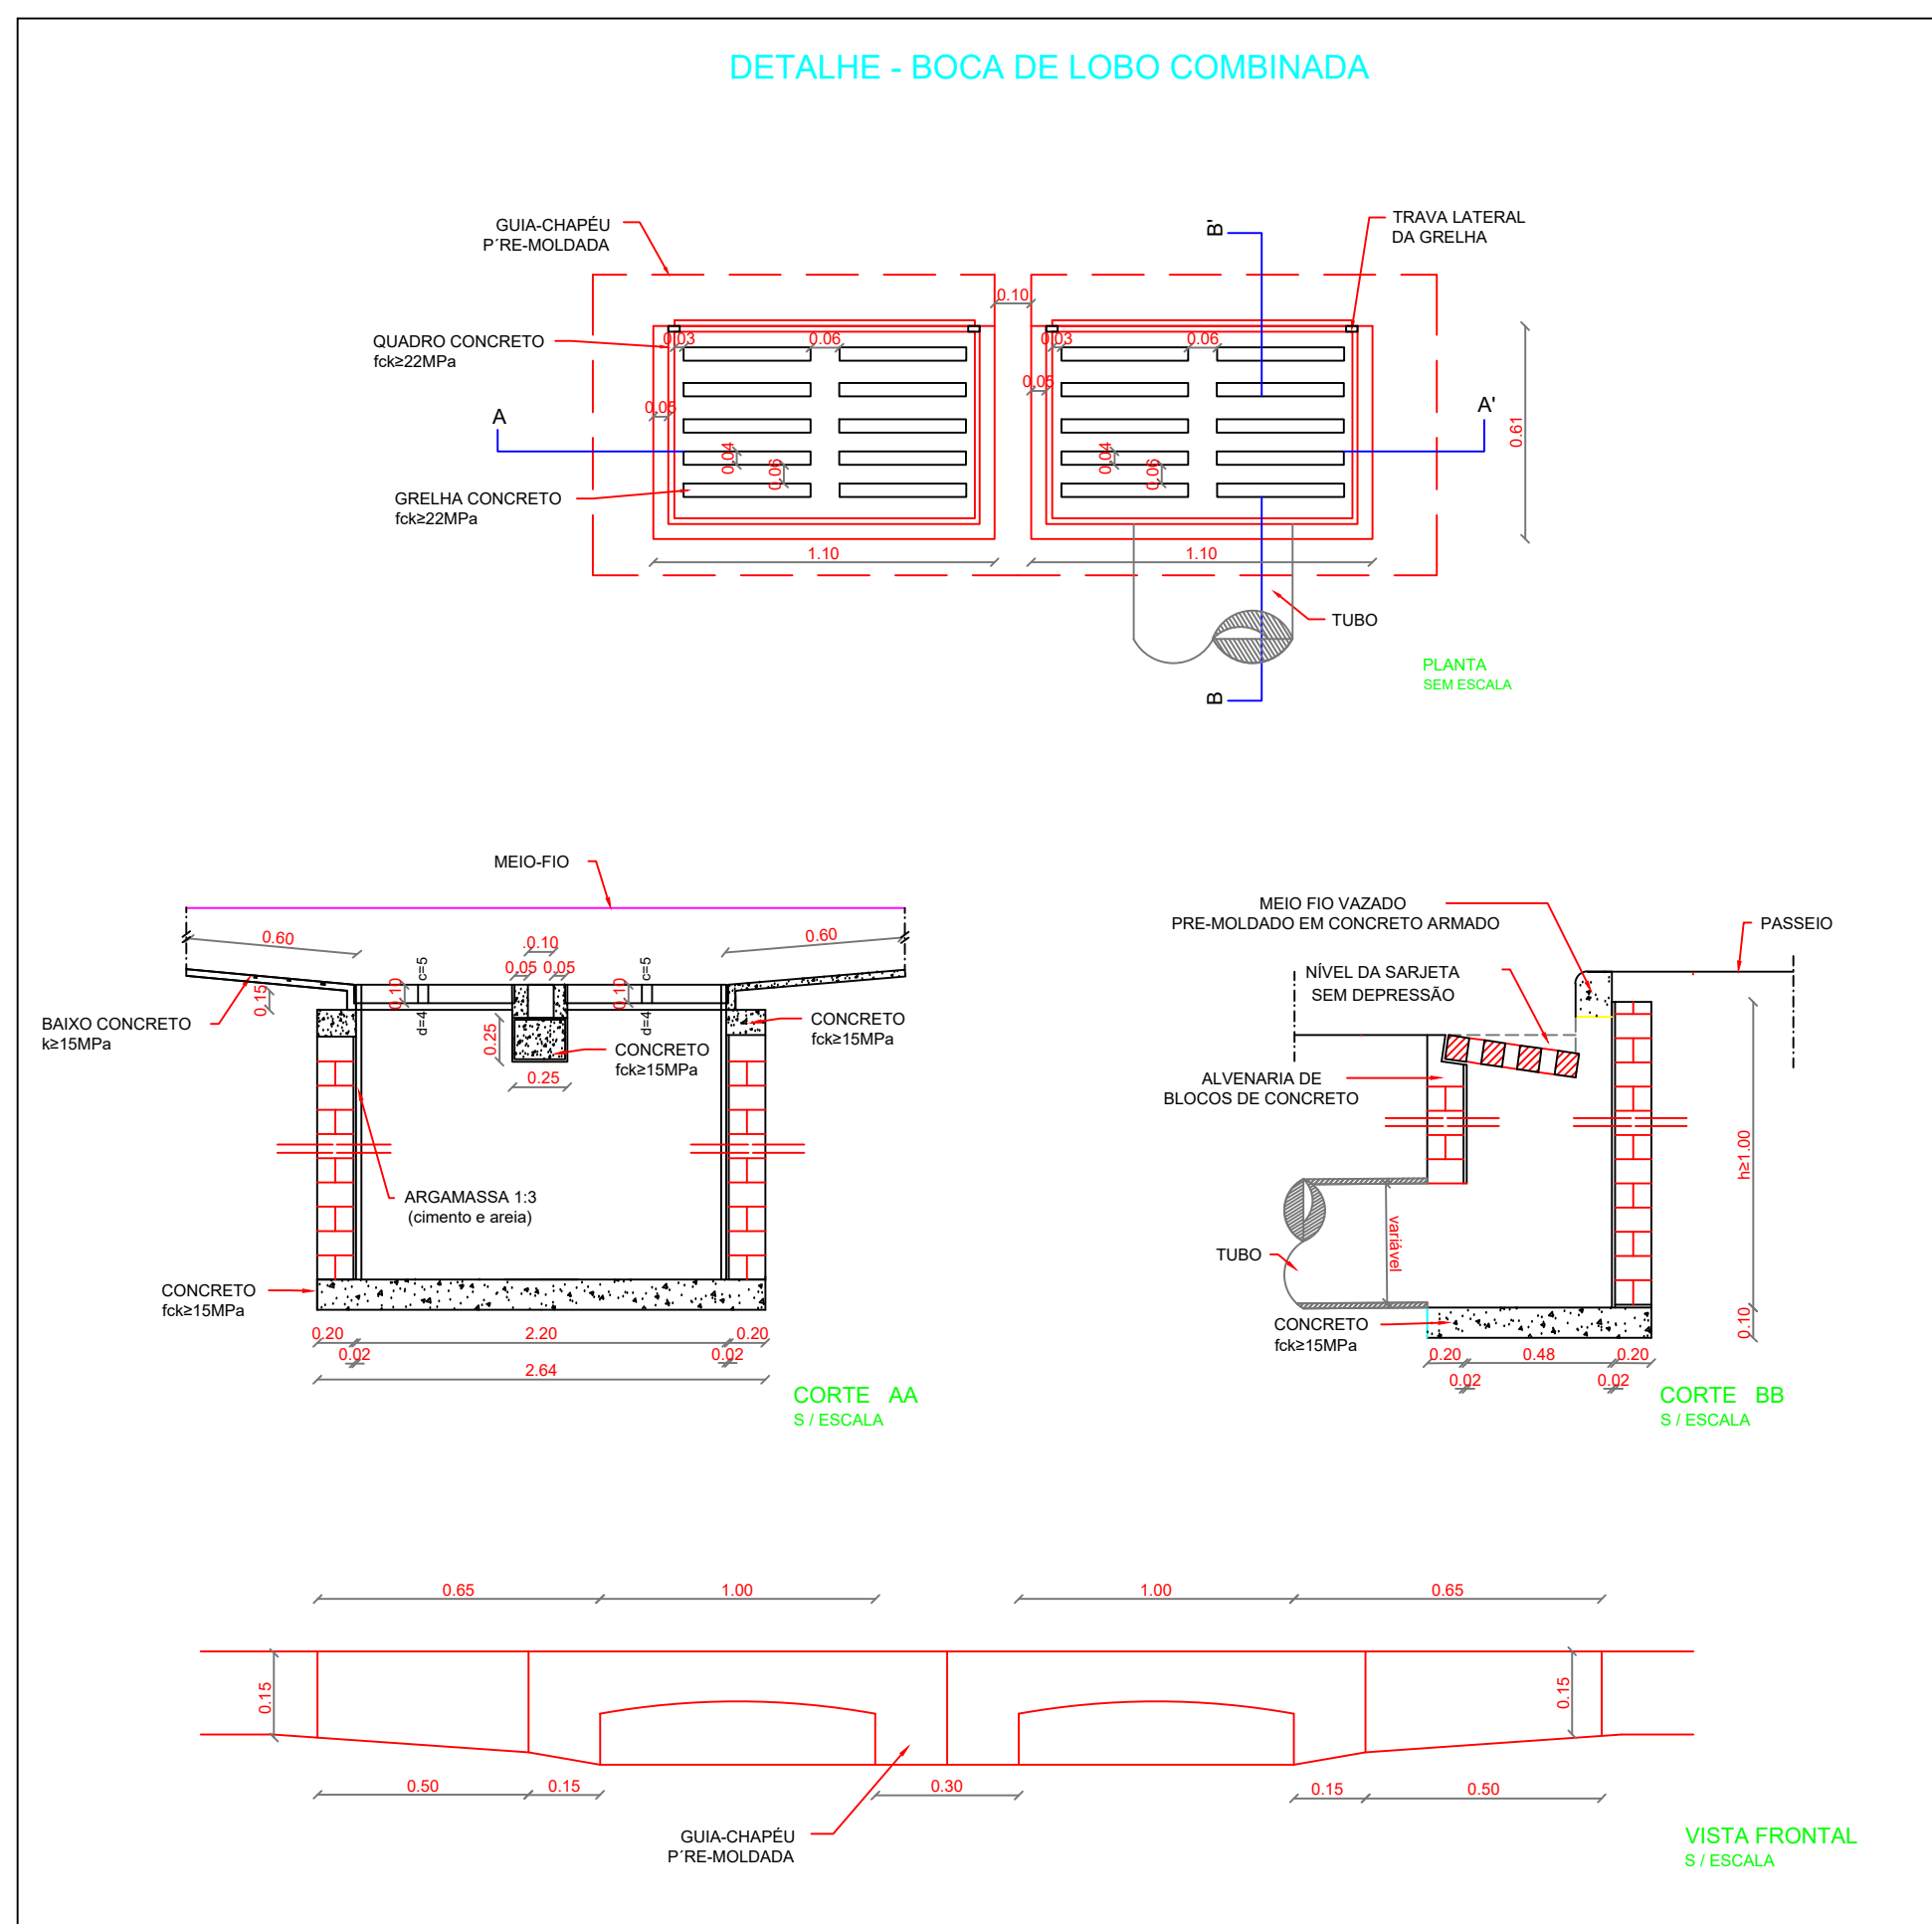 DETALHE - BOCA DE LOBO COMBINADA
GUIA-CHAPÉU
P´RE-MOLDADA
B'
TRAVA LATERAL
DA GRELHA
0.10
QUADRO CONCRETO
fck≥22MPa
0.03
0.06
0.03
0.06
0.05
0.05
A
A'
0.61
0.04
0.06
0.04
0.06
GRELHA CONCRETO
fck≥22MPa
1.10
1.10
TUBO
B
PLANTA
SEM ESCALA
MEIO-FIO
0.60
.0.10
0.60
0.05
0.05
c=5
c=5
0.10
0.10
0.15
d=4
d=4
0.25
BAIXO CONCRETO
k≥15MPa
CONCRETO
fck≥15MPa
CONCRETO
fck≥15MPa
0.25
ARGAMASSA 1:3
(cimento e areia)
CONCRETO
fck≥15MPa
0.20
2.20
0.20
0.02
0.02
2.64
CORTE AA
S / ESCALA
MEIO FIO VAZADO
PRE-MOLDADO EM CONCRETO ARMADO
PASSEIO
NÍVEL DA SARJETA
SEM DEPRESSÃO
ALVENARIA DE
BLOCOS DE CONCRETO
h≥1.00
variável
TUBO
CONCRETO
fck≥15MPa
0.10
0.20
0.48
0.20
0.02
0.02
CORTE BB
S / ESCALA
0.65
1.00
1.00
0.65
0.15
0.15
0.50
0.15
0.30
0.15
0.50
GUIA-CHAPÉU
P´RE-MOLDADA
VISTA FRONTAL
S / ESCALA